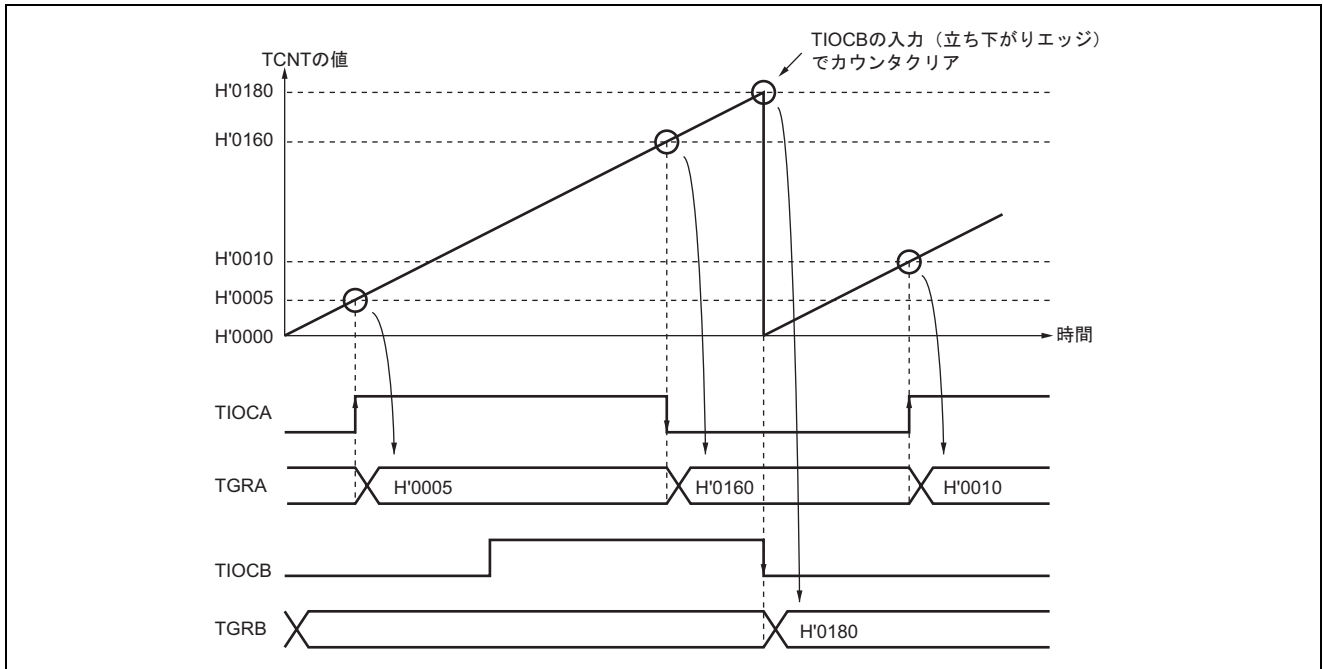 TIOCBの入力（立ち下がりエッジ）
でカウンタクリア
TCNTの値
H'0180
H'0160
H'0010
H'0005
H'0000
時間
TIOCA
TGRA
H'0005
H'0160
H'0010
TIOCB
TGRB
H'0180